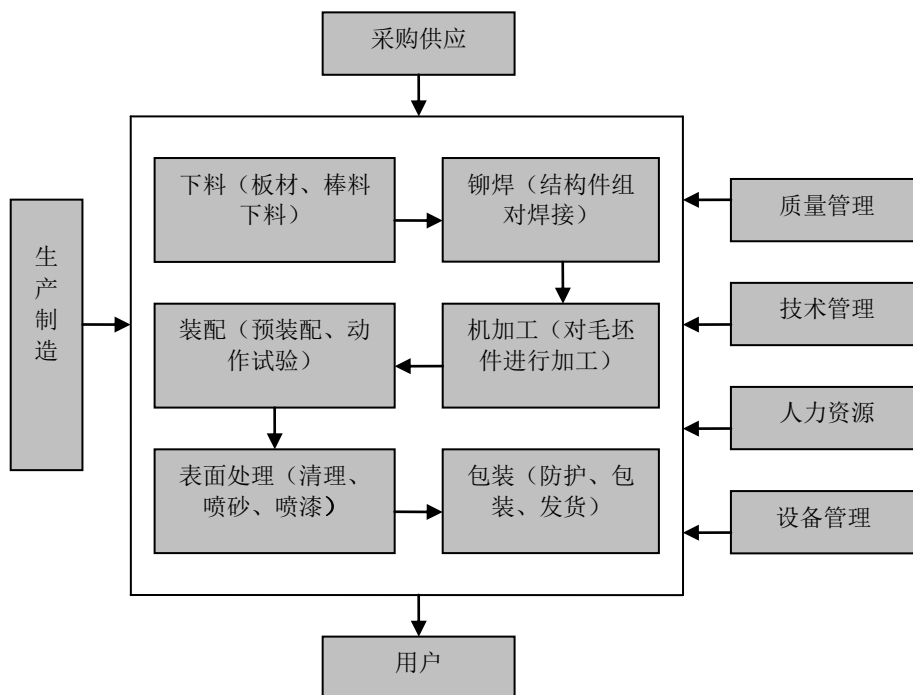 采购供应
下料（板材、棒料
下料）
铆焊（结构件组
对焊接）
质量管理
生
产
制
造
技术管理
装配（预装配、动
作试验）
机加工（对毛坯
件进行加工）
人力资源
表面处理（清理、
喷砂、喷漆）
包装（防护、包
装、发货）
设备管理
用户